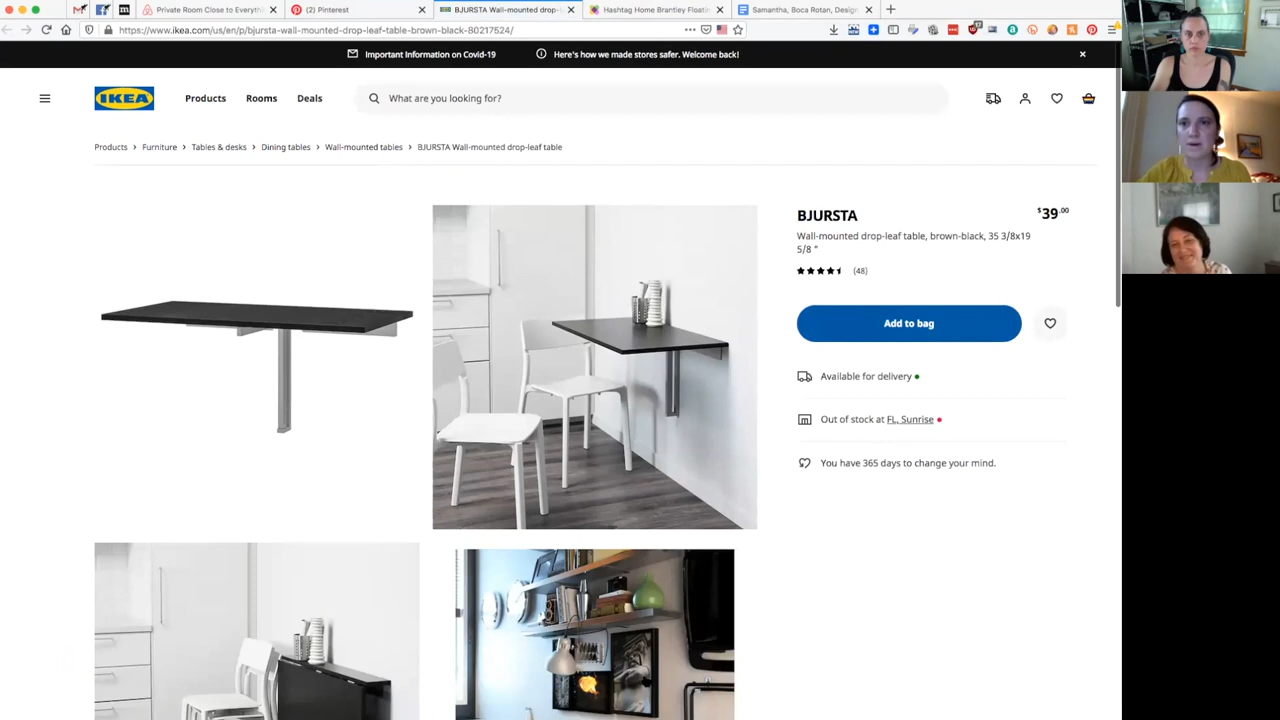 Private Room Close to Everythi
(2) Pinterest
BJURSTA Wall-mounted drop-
Hashtag Home Brantley Floatin
Samantha, Boca Rotan, Design
https://www.ikea.com/us/en/p/bjursta-wall-mounted-drop-leaf-table-brown-black-80217524/
Important Information on Covid-19
Here's how we made stores safer. Welcome back!
IKEA
Products
Rooms
Deals
What are you looking for?
Products > Furniture > Tables & desks > Dining tables > Wall-mounted tables > BJURSTA Wall-mounted drop-leaf table
BJURSTA
$39.00
Wall-mounted drop-leaf table, brown-black, 35 3/8x19
5/8 "
(48)
Add to bag
Available for delivery
Out of stock at FL, Sunrise
You have 365 days to change your mind.